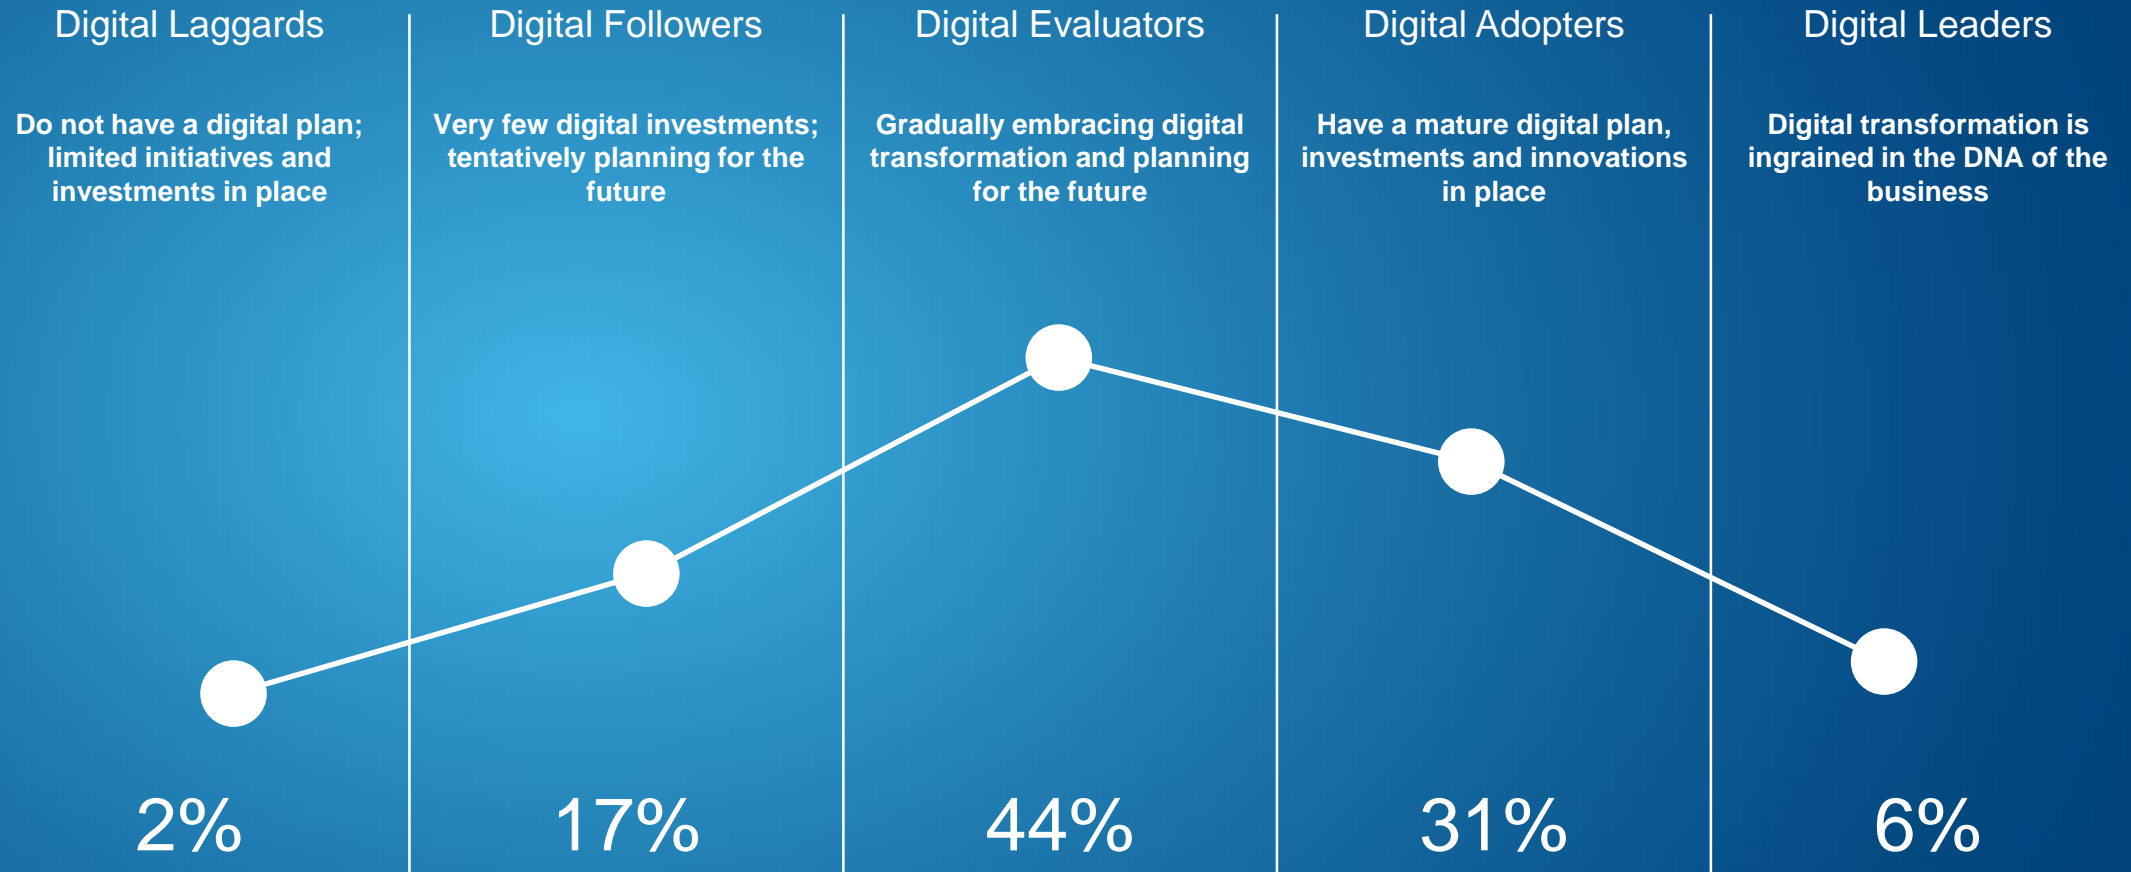 Digital Laggards
Do not have a digital plan;
limited initiatives and
investments in place
2%
Digital Followers
Very few digital investments;
tentatively planning for the
future
17%
Digital Evaluators
Gradually embracing digital
transformation and planning
for the future
44%
Digital Adopters
Have a mature digital plan,
investments and innovations
in place
31%
Digital Leaders
Digital transformation is
ingrained in the DNA of the
business
6%